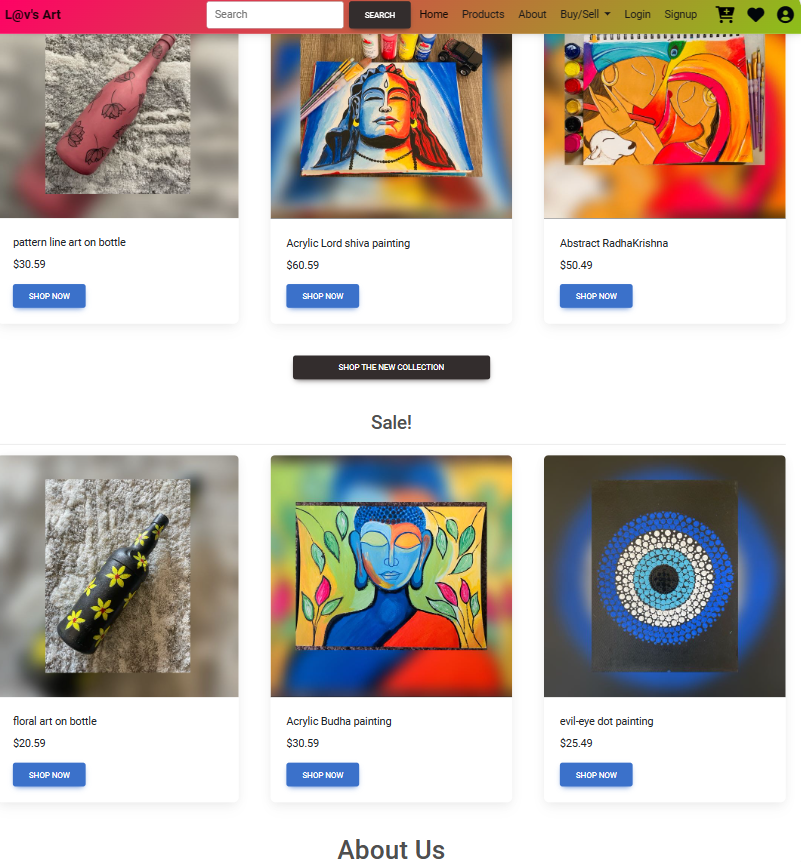 L@v's Art
Search
SEARCH
Home
Products
About
Buy/Sell
Login
Signup
pattern line art on bottle
$30.59
SHOP NOW
Acrylic Lord shiva painting
$60.59
SHOP NOW
Abstract RadhaKrishna
$50.49
SHOP NOW
SHOP THE NEW COLLECTION
Sale!
floral art on bottle
$20.59
SHOP NOW
Acrylic Budha painting
$30.59
SHOP NOW
evil-eye dot painting
$25.49
SHOP NOW
About Us